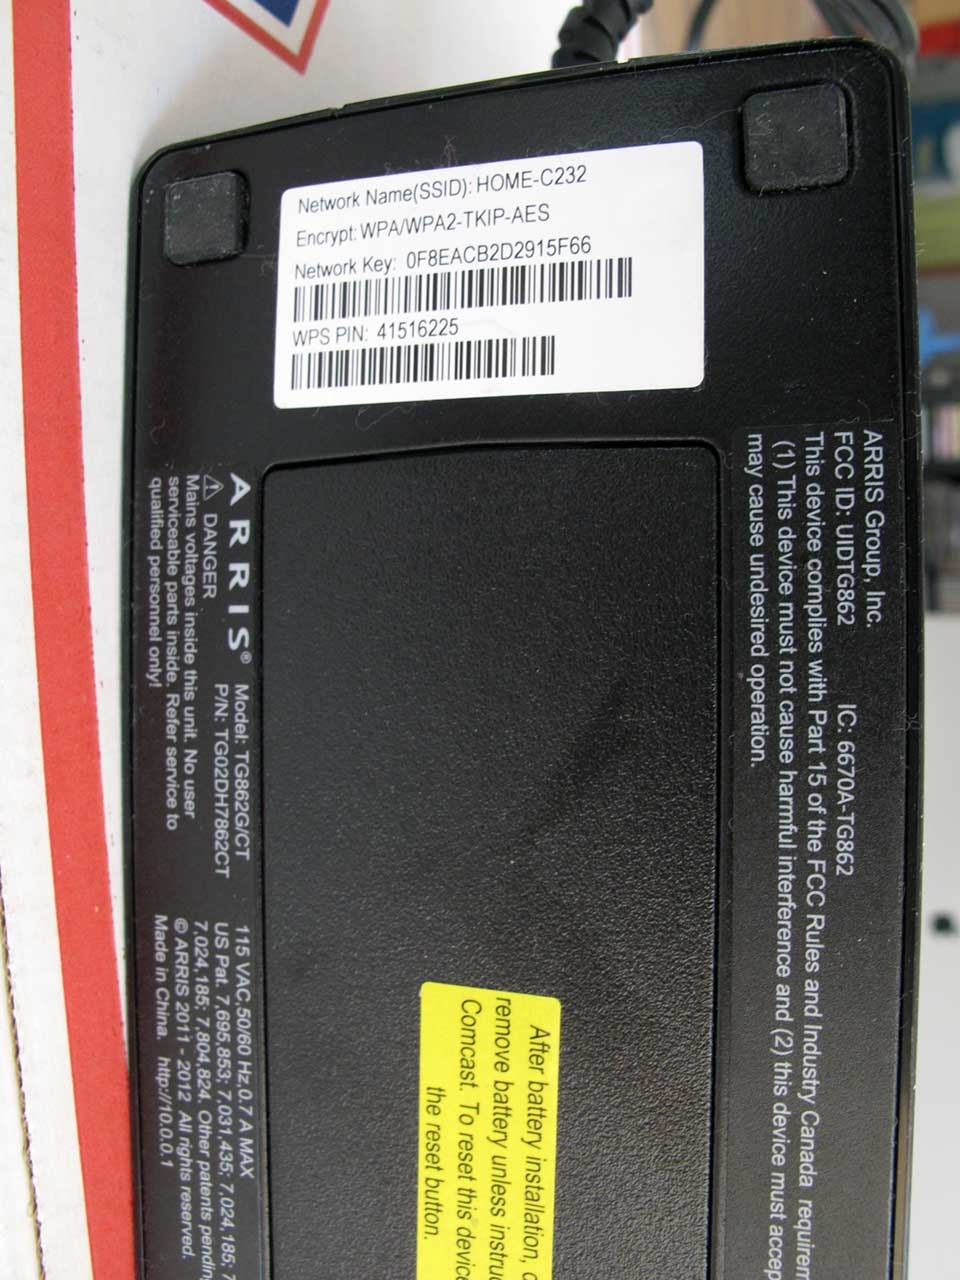 Network Name(SSID): HOME-C232
Encrypt: WPA/WPA2-TKIP-AES
Network Key: 0F8EACB2D2915F66
WPS PIN: 41516225
ARRIS Group, Inc.
FCC ID: UIDTG862 IC: 6670A-TG862
This device complies with Part 15 of the FCC Rules and Industry Canada requirem
(1) This device must not cause harmful interference and (2) this device must accep
may cause undesired operation.
ARRIS®
⚠ DANGER
Mains voltages inside this unit. No user
serviceable parts inside. Refer service to
qualified personnel only!
Model: TG862G/CT
P/N: TG02DH7862CT
115 VAC,50/60 Hz,0.7 A MAX
US Pat. 7,695,853; 7,031,435; 7,024,185; 7
7,024,185; 7,804,824. Other patents pending
© ARRIS 2011 - 2012 All rights reserved.
Made in China. http://10.0.0.1
After battery installation,
remove battery unless instruc
Comcast. To reset this device
the reset button.